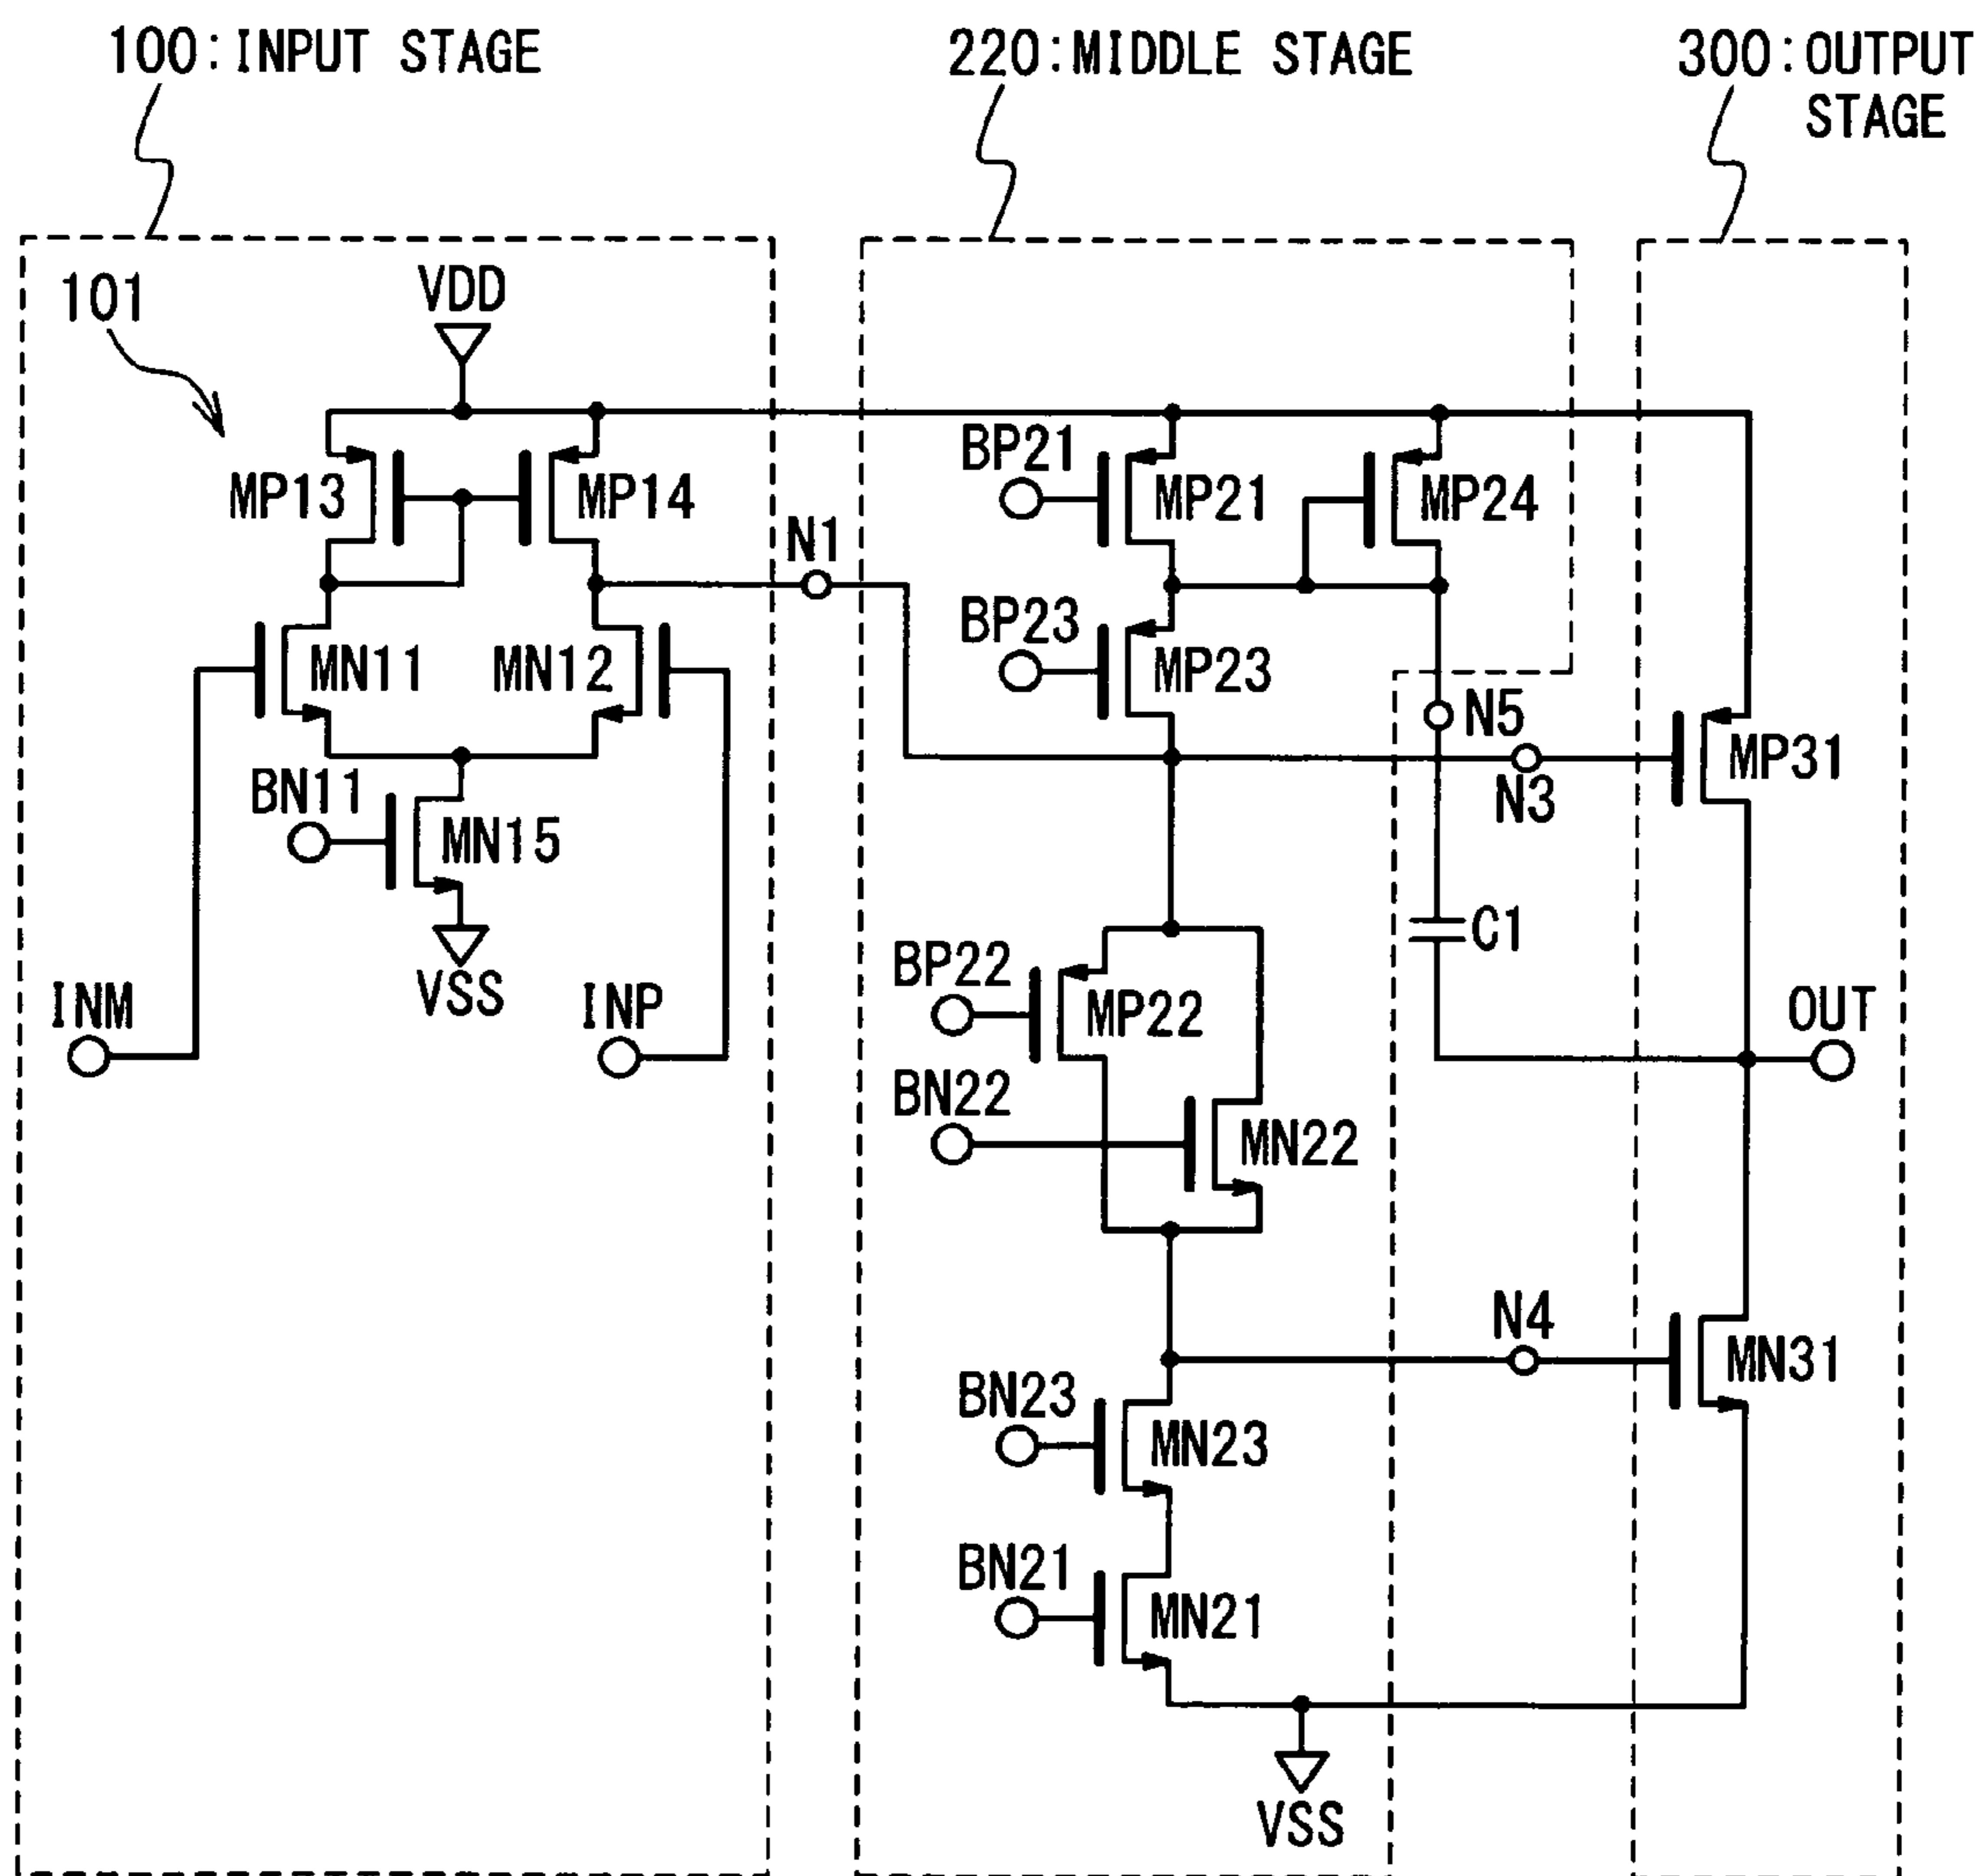 100:INPUT STAGE
220:MIDDLE STAGE
300:OUTPUT
STAGE
101
VDD
MP13
MP14
N1
BP21
MP21
MP24
BP23
MP23
MN11
MN12
N5
N3
MP31
BN11
MN15
VSS
INM
INP
BP22
MP22
C1
OUT
BN22
MN22
N4
MN31
BN23
MN23
BN21
MN21
VSS